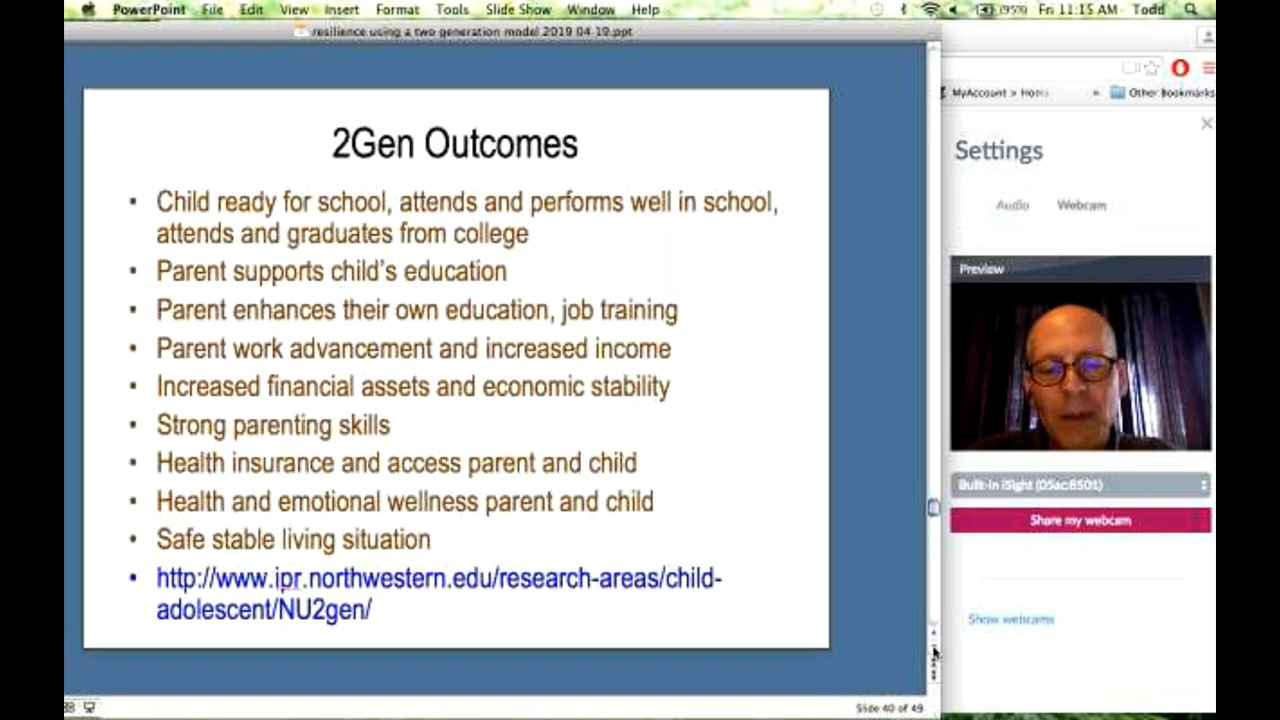 PowerPoint File Edit View Insert Format Tools Slide Show Window Help (95%) Fri 11:15 AM Todd
resilience using a two generation model 2019 04 19.ppt
2Gen Outcomes
• Child ready for school, attends and performs well in school,
attends and graduates from college
• Parent supports child's education
• Parent enhances their own education, job training
• Parent work advancement and increased income
• Increased financial assets and economic stability
• Strong parenting skills
• Health insurance and access parent and child
• Health and emotional wellness parent and child
• Safe stable living situation
• http://www.ipr.northwestern.edu/research-areas/child-
adolescent/NU2gen/
Slide 40 of 49
MyAccount > Home » Other Bookmarks
Settings
Audio Webcam
Preview
Built-in iSight (05ac:8501)
Share my webcam
Show webcams